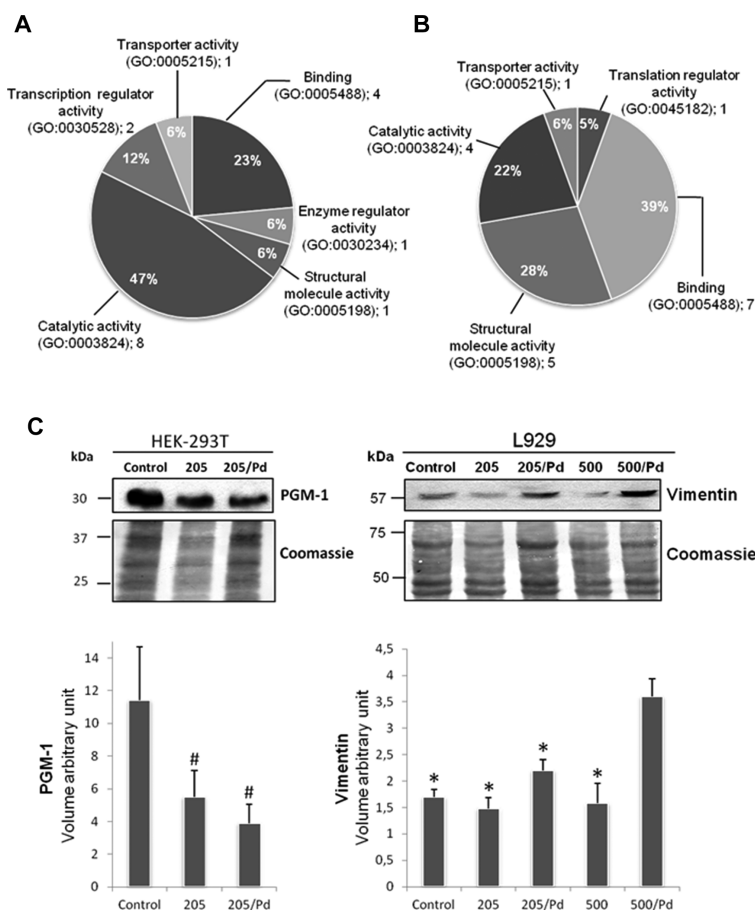 A
Transporter activity
(GO:0005215); 1
Binding
(GO:0005488); 4
Transcription regulator
activity
(GO:0030528); 2
6%
12%
23%
6%
6%
47%
Enzyme regulator
activity
(GO:0030234); 1
Structural
molecule activity
(GO:0005198); 1
Catalytic activity
(GO:0003824); 8
B
Transporter activity
(GO:0005215); 1
Translation regulator
activity
(GO:0045182); 1
Catalytic activity
(GO:0003824); 4
6%
5%
22%
39%
28%
Binding
(GO:0005488); 7
Structural
molecule activity
(GO:0005198); 5
C
HEK-293T
kDa
Control 205 205/Pd
30
PGM-1
37
Coomassie
25
L929
kDa
Control 205 205/Pd 500 500/Pd
57
Vimentin
75
Coomassie
50
PGM-1
Volume arbitrary unit
14
12
10
8
6
4
2
0
# #
Control 205 205/Pd
Vimentin
Volume arbitrary unit
4,5
4
3,5
3
2,5
2
1,5
1
0,5
0
* * * *
Control 205 205/Pd 500 500/Pd